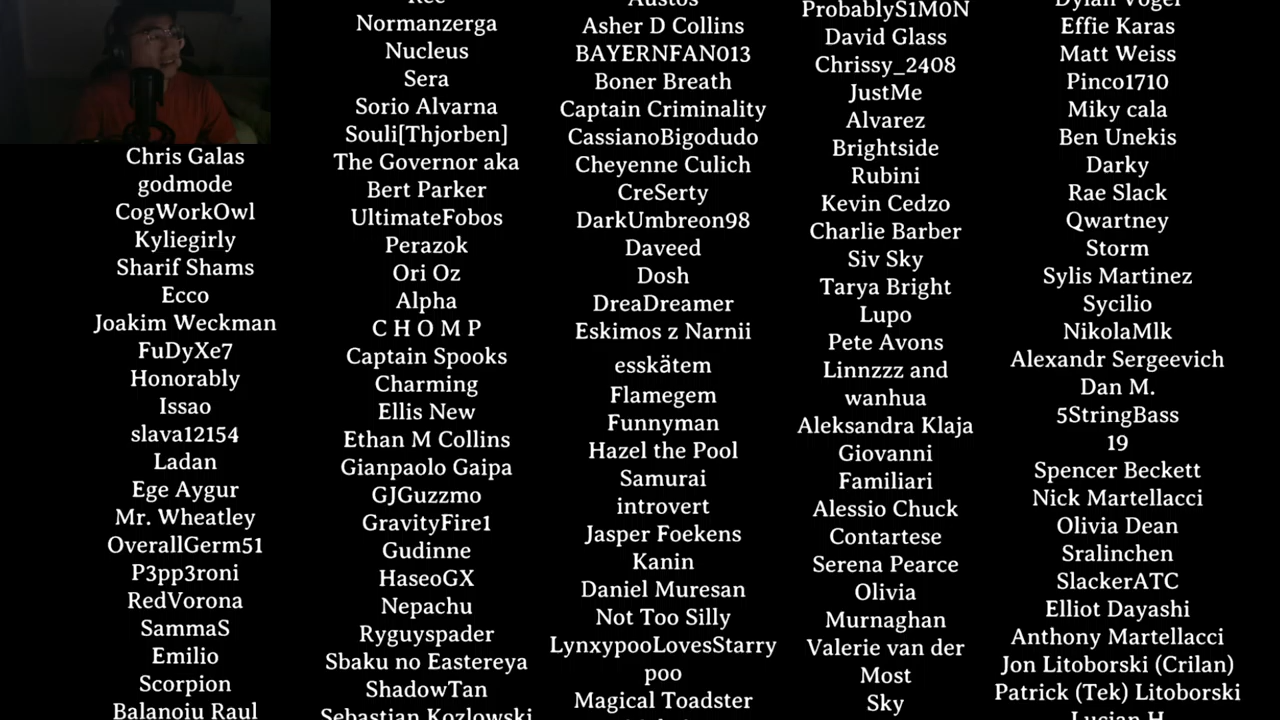 Normanzerga
Nucleus
Sera
Sorio Alvarna
Souli[Thjorben]
The Governor aka
Bert Parker
UltimateFobos
Perazok
Ori Oz
Alpha
C H O M P
Captain Spooks
Charming
Ellis New
Ethan M Collins
Gianpaolo Gaipa
GJGuzzmo
GravityFire1
Gudinne
HaseoGX
Nepachu
Ryguyspader
Sbaku no Eastereya
ShadowTan
Sebastian Kozlowski
Chris Galas
godmode
CogWorkOwl
Kyliegirly
Sharif Shams
Ecco
Joakim Weckman
FuDyXe7
Honorably
Issao
slava12154
Ladan
Ege Aygur
Mr. Wheatley
OverallGerm51
P3pp3roni
RedVorona
SammaS
Emilio
Scorpion
Balanoiu Raul
Austos
Asher D Collins
BAYERNFAN013
Boner Breath
Captain Criminality
CassianoBigodudo
Cheyenne Culich
CreSerty
DarkUmbreon98
Daveed
Dosh
DreaDreamer
Eskimos z Narnii
esskätem
Flamegem
Funnyman
Hazel the Pool
Samurai
introvert
Jasper Foekens
Kanin
Daniel Muresan
Not Too Silly
LynxypooLovesStarry
poo
Magical Toadster
ProbablyS1M0N
David Glass
Chrissy_2408
JustMe
Alvarez
Brightside
Rubini
Kevin Cedzo
Charlie Barber
Siv Sky
Tarya Bright
Lupo
Pete Avons
Linnzzz and
wanhua
Aleksandra Klaja
Giovanni
Familiari
Alessio Chuck
Contartese
Serena Pearce
Olivia
Murnaghan
Valerie van der
Most
Sky
Dylan Vogel
Effie Karas
Matt Weiss
Pinco1710
Miky cala
Ben Unekis
Darky
Rae Slack
Qwartney
Storm
Sylis Martinez
Sycilio
NikolaMlk
Alexandr Sergeevich
Dan M.
5StringBass
19
Spencer Beckett
Nick Martellacci
Olivia Dean
Sralinchen
SlackerATC
Elliot Dayashi
Anthony Martellacci
Jon Litoborski (Crilan)
Patrick (Tek) Litoborski
Lucian H